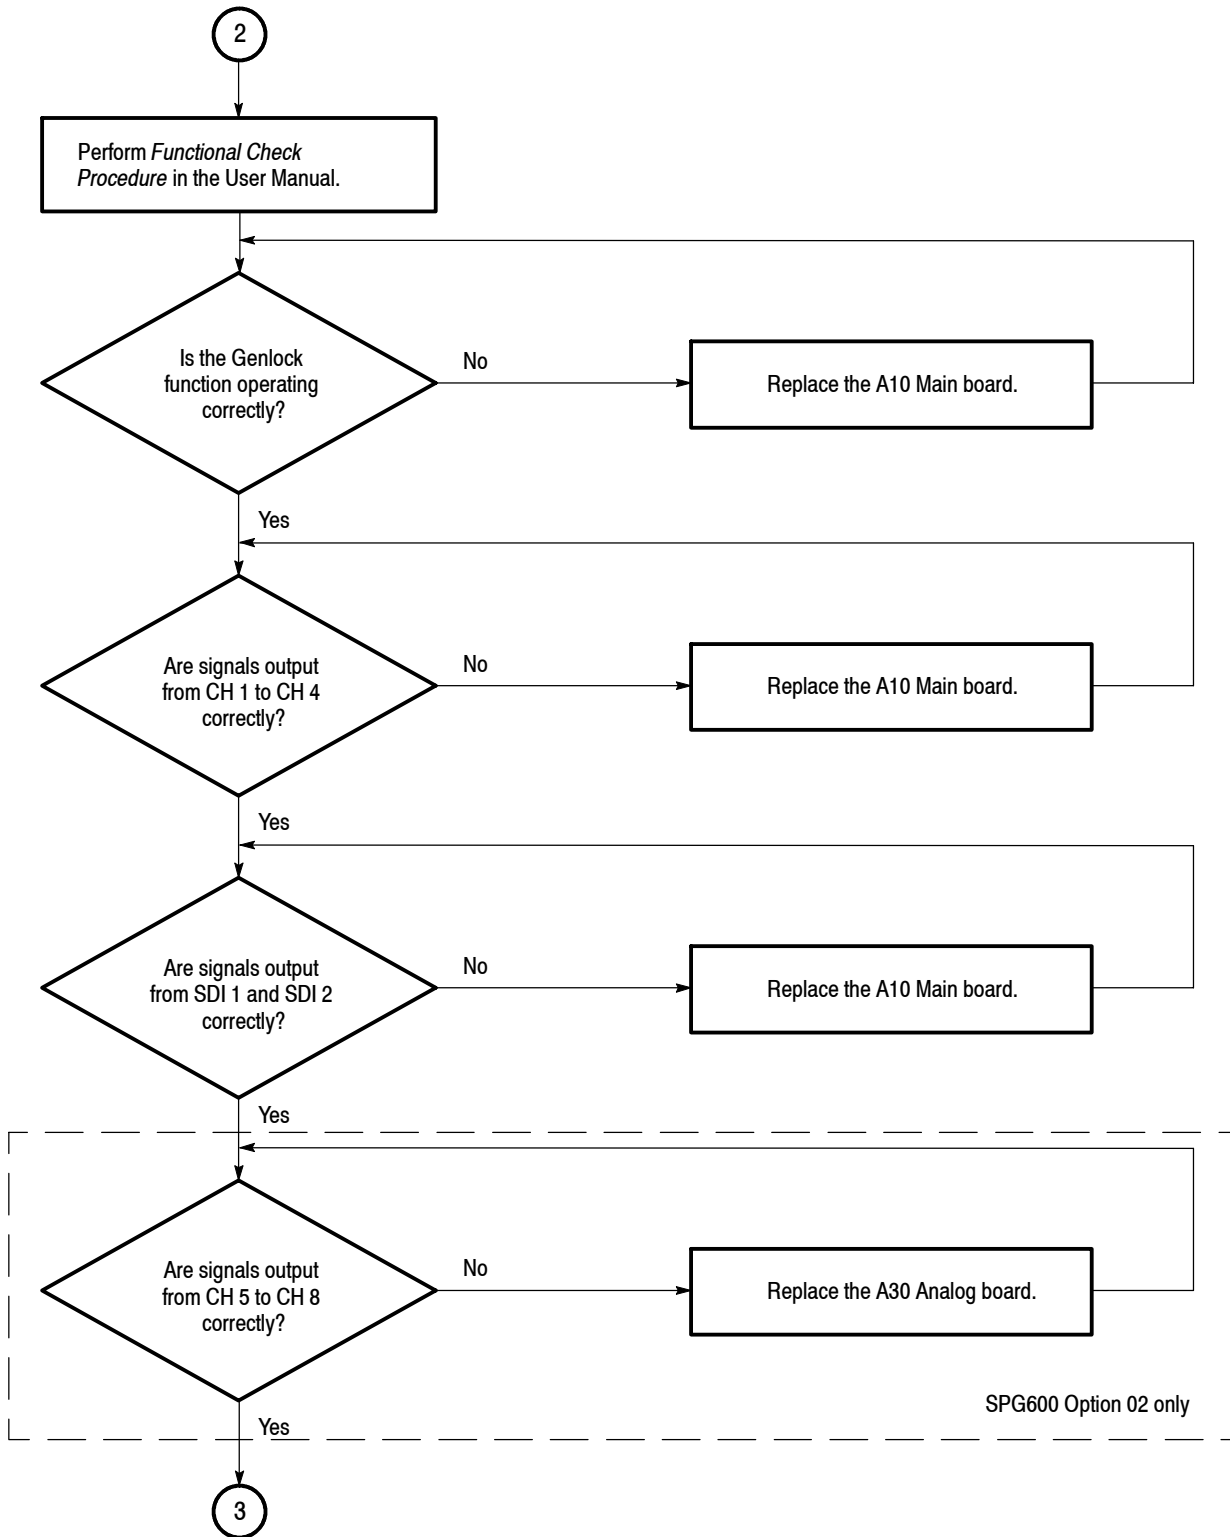 2
Perform Functional Check
Procedure in the User Manual.
Is the Genlock
function operating
correctly?
No
Replace the A10 Main board.
Yes
Are signals output
from CH 1 to CH 4
correctly?
No
Replace the A10 Main board.
Yes
Are signals output
from SDI 1 and SDI 2
correctly?
No
Replace the A10 Main board.
Yes
Are signals output
from CH 5 to CH 8
correctly?
No
Replace the A30 Analog board.
SPG600 Option 02 only
Yes
3